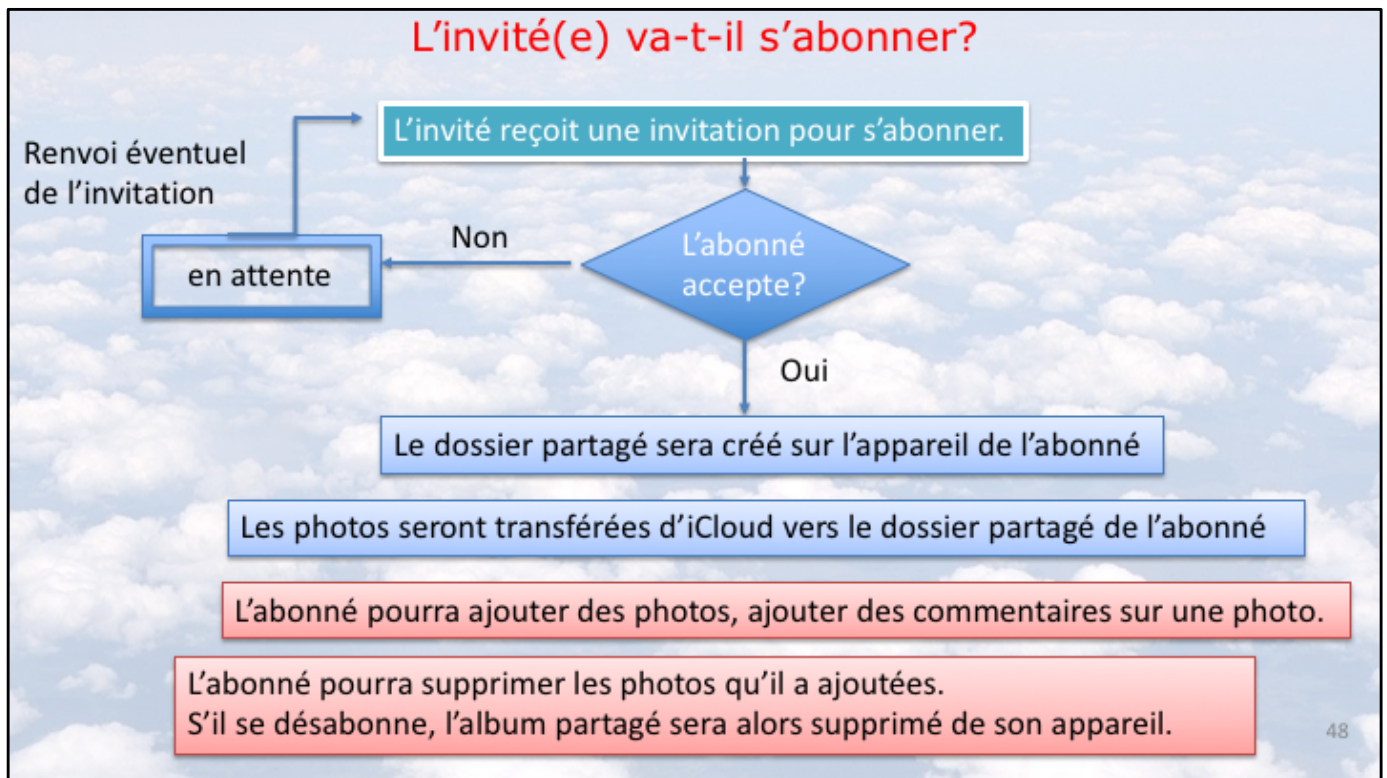 L'invité(e) va-t-il s'abonner?
L'invité reçoit une invitation pour s'abonner.
Renvoi éventuel
de l'invitation
Non
L'abonné
accepte?
en attente
Oui
Le dossier partagé sera créé sur l'appareil de l'abonné
Les photos seront transférées d'iCloud vers le dossier partagé de l'abonné
L'abonné pourra ajouter des photos, ajouter des commentaires sur une photo.
L'abonné pourra supprimer les photos qu'il a ajoutées.
S'il se désabonne, l'album partagé sera alors supprimé de son appareil.
48